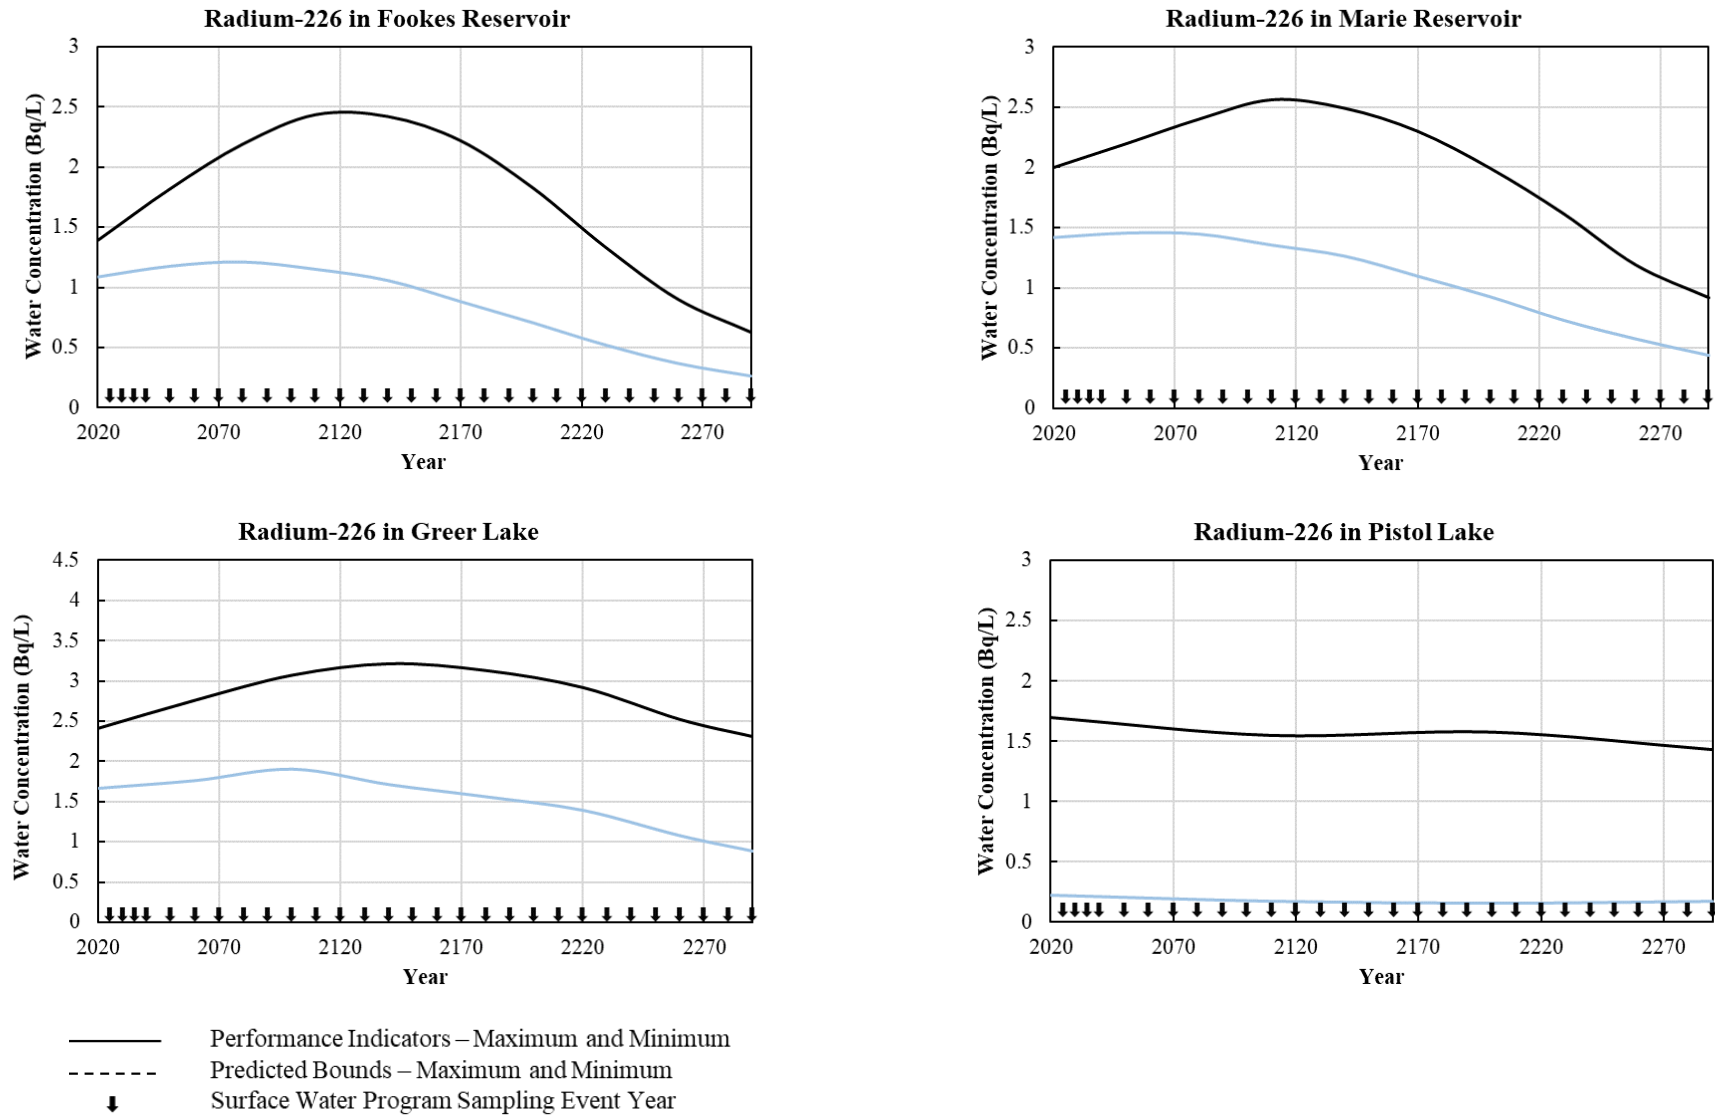 Radium-226 in Fookes Reservoir
Water Concentration (Bq/L)
3
2.5
2
1.5
1
0.5
0
2020 2070 2120 2170 2220 2270
Year
Radium-226 in Marie Reservoir
Water Concentration (Bq/L)
3
2.5
2
1.5
1
0.5
0
2020 2070 2120 2170 2220 2270
Year
Radium-226 in Greer Lake
Water Concentration (Bq/L)
4.5
4
3.5
3
2.5
2
1.5
1
0.5
0
2020 2070 2120 2170 2220 2270
Year
Radium-226 in Pistol Lake
Water Concentration (Bq/L)
3
2.5
2
1.5
1
0.5
0
2020 2070 2120 2170 2220 2270
Year
Performance Indicators – Maximum and Minimum
Predicted Bounds – Maximum and Minimum
Surface Water Program Sampling Event Year